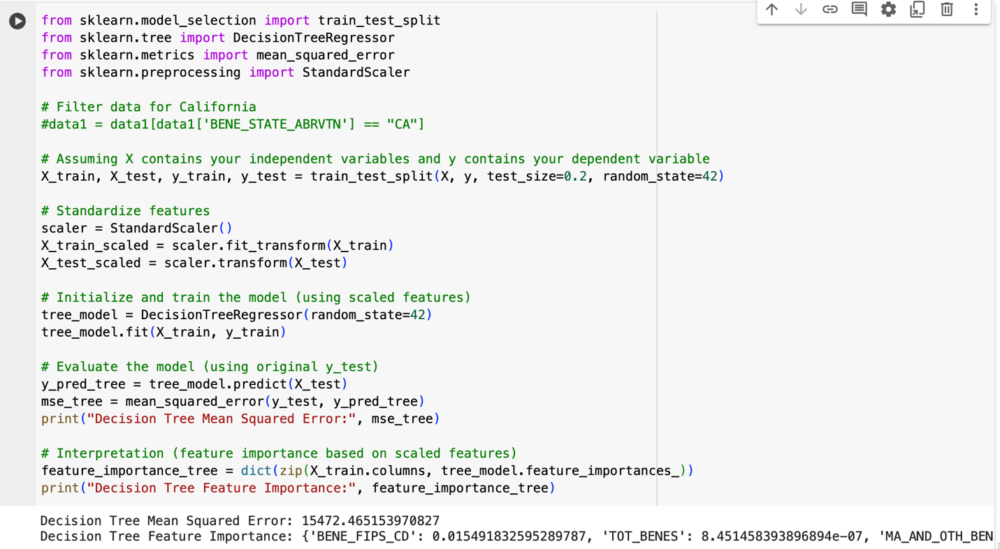 from sklearn.model_selection import train_test_split
from sklearn.tree import DecisionTreeRegressor
from sklearn.metrics import mean_squared_error
from sklearn.preprocessing import StandardScaler
# Filter data for California
#data1 = data1[data1['BENE_STATE_ABRVTN'] == "CA"]
# Assuming X contains your independent variables and y contains your dependent variable
X_train, X_test, y_train, y_test = train_test_split(X, y, test_size=0.2, random_state=42)
# Standardize features
scaler = StandardScaler()
X_train_scaled = scaler.fit_transform(X_train)
X_test_scaled = scaler.transform(X_test)
# Initialize and train the model (using scaled features)
tree_model = DecisionTreeRegressor(random_state=42)
tree_model.fit(X_train, y_train)
# Evaluate the model (using original y_test)
y_pred_tree = tree_model.predict(X_test)
mse_tree = mean_squared_error(y_test, y_pred_tree)
print("Decision Tree Mean Squared Error:", mse_tree)
# Interpretation (feature importance based on scaled features)
feature_importance_tree = dict(zip(X_train.columns, tree_model.feature_importances_))
print("Decision Tree Feature Importance:", feature_importance_tree)
Decision Tree Mean Squared Error: 15472.465153970827
Decision Tree Feature Importance: {'BENE_FIPS_CD': 0.015491832595289787, 'TOT_BENES': 8.451458393896894e-07, 'MA_AND_OTH_BEN